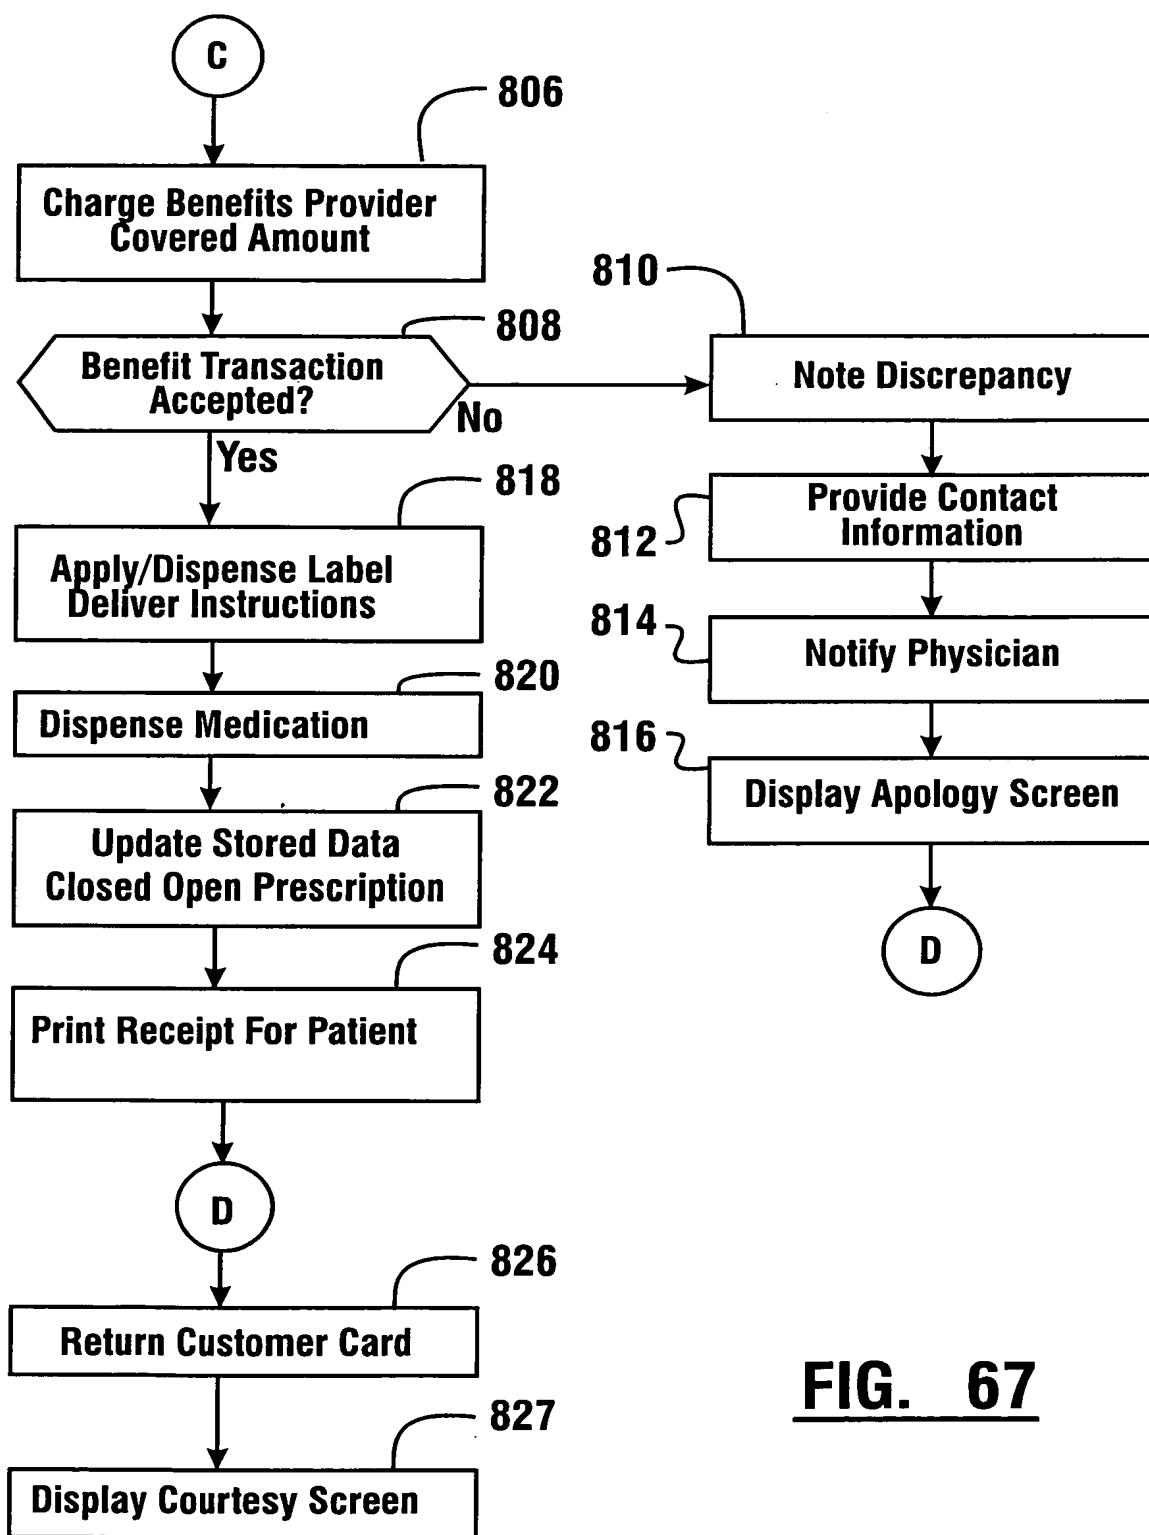 C
806
Charge Benefits Provider
Covered Amount
808
Benefit Transaction
Accepted?
No
Yes
810
Note Discrepancy
812
Provide Contact
Information
814
Notify Physician
816
Display Apology Screen
D
818
Apply/Dispense Label
Deliver Instructions
820
Dispense Medication
822
Update Stored Data
Closed Open Prescription
824
Print Receipt For Patient
D
826
Return Customer Card
827
Display Courtesy Screen
FIG. 67